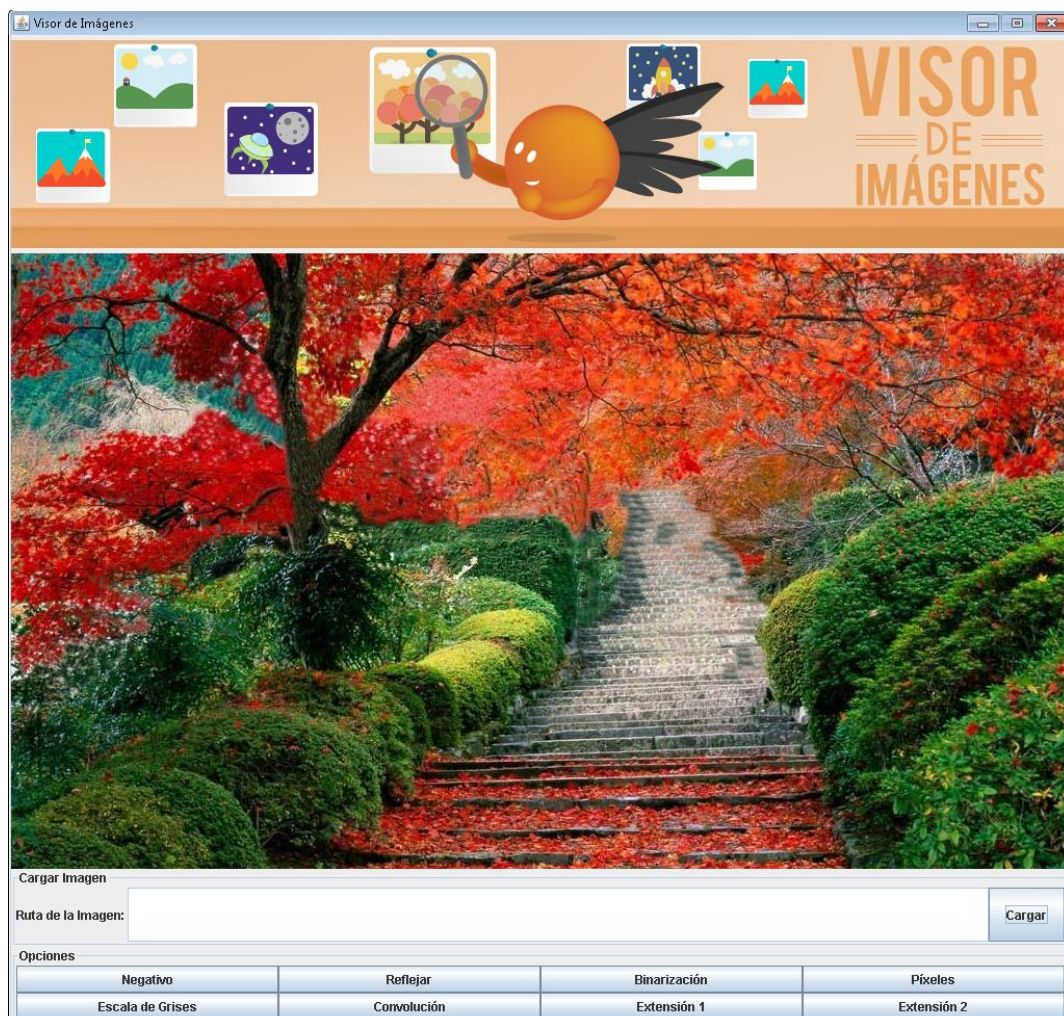 Visor de Imágenes
VISOR
DE
IMÁGENES
Cargar Imagen
Ruta de la Imagen:
Cargar
Opciones
Negativo Reflejar Binarización Píxeles
Escala de Grises Convolución Extensión 1 Extensión 2